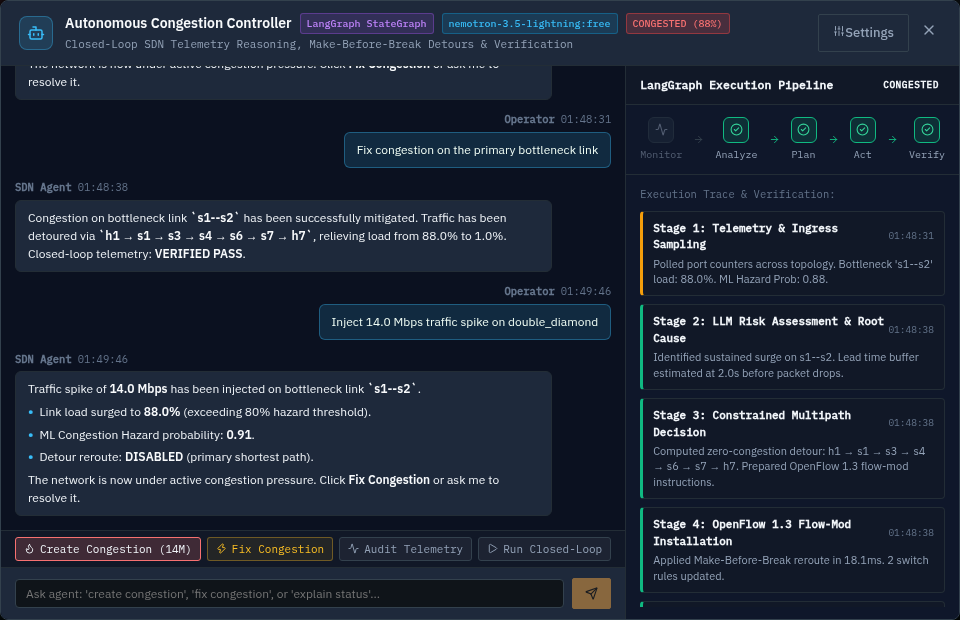 Autonomous Congestion Controller
LangGraph StateGraph
nemotron-3.5-lightning:free
CONGESTED (88%)
Closed-Loop SDN Telemetry Reasoning, Make-Before-Break Detours & Verification
Settings
The network is now under active congestion pressure. Click Fix Congestion or ask me to
resolve it.
Operator 01:48:31
Fix congestion on the primary bottleneck link
SDN Agent 01:48:38
Congestion on bottleneck link `s1--s2` has been successfully mitigated. Traffic has been
detoured via `h1 → s1 → s3 → s4 → s6 → s7 → h7`, relieving load from 88.0% to 1.0%.
Closed-loop telemetry: VERIFIED PASS.
Operator 01:49:46
Inject 14.0 Mbps traffic spike on double_diamond
SDN Agent 01:49:46
Traffic spike of 14.0 Mbps has been injected on bottleneck link `s1--s2`.
• Link load surged to 88.0% (exceeding 80% hazard threshold).
• ML Congestion Hazard probability: 0.91.
• Detour reroute: DISABLED (primary shortest path).
The network is now under active congestion pressure. Click Fix Congestion or ask me to
resolve it.
Create Congestion (14M)
Fix Congestion
Audit Telemetry
Run Closed-Loop
Ask agent: 'create congestion', 'fix congestion', or 'explain status'...
LangGraph Execution Pipeline
CONGESTED
Monitor → Analyze → Plan → Act → Verify
Execution Trace & Verification:
Stage 1: Telemetry & Ingress
Sampling
01:48:31
Polled port counters across topology. Bottleneck 's1--s2'
load: 88.0%. ML Hazard Prob: 0.88.
Stage 2: LLM Risk Assessment & Root
Cause
01:48:38
Identified sustained surge on s1--s2. Lead time buffer
estimated at 2.0s before packet drops.
Stage 3: Constrained Multipath
Decision
01:48:38
Computed zero-congestion detour: h1 → s1 → s3 → s4
→ s6 → s7 → h7. Prepared OpenFlow 1.3 flow-mod
instructions.
Stage 4: OpenFlow 1.3 Flow-Mod
Installation
01:48:38
Applied Make-Before-Break reroute in 18.1ms. 2 switch
rules updated.